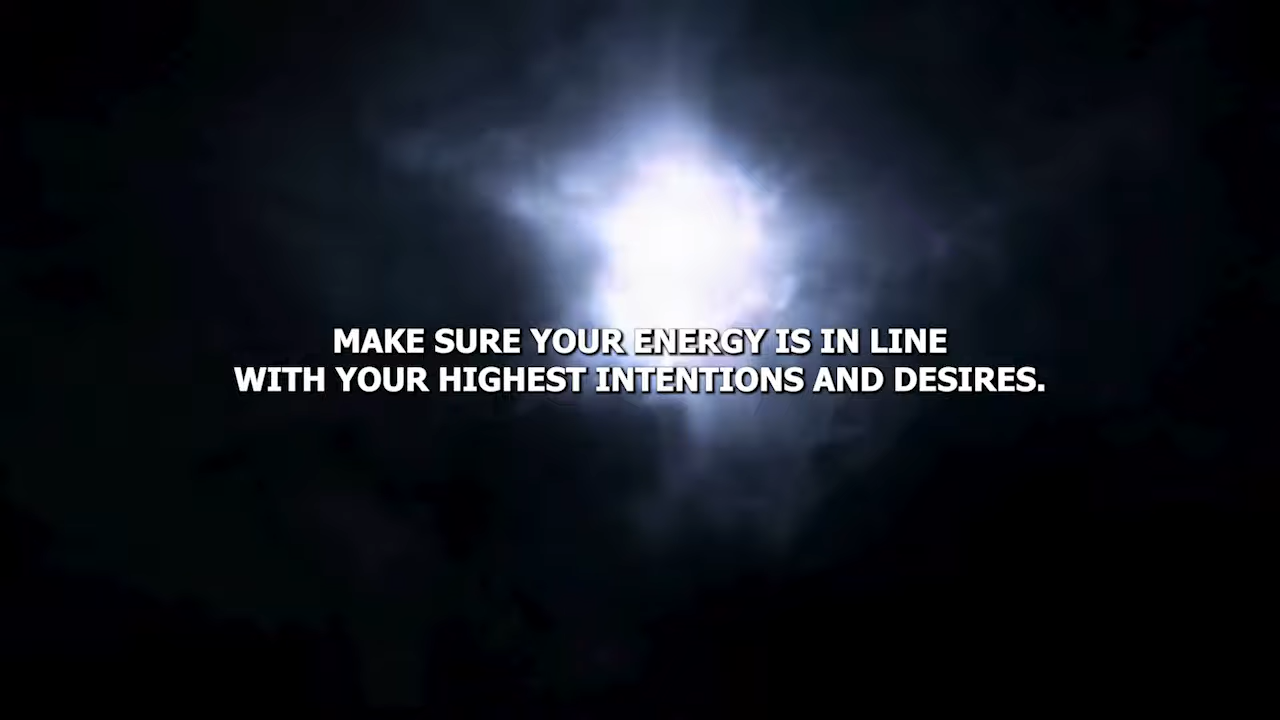 MAKE SURE YOUR ENERGY IS IN LINE
WITH YOUR HIGHEST INTENTIONS AND DESIRES.